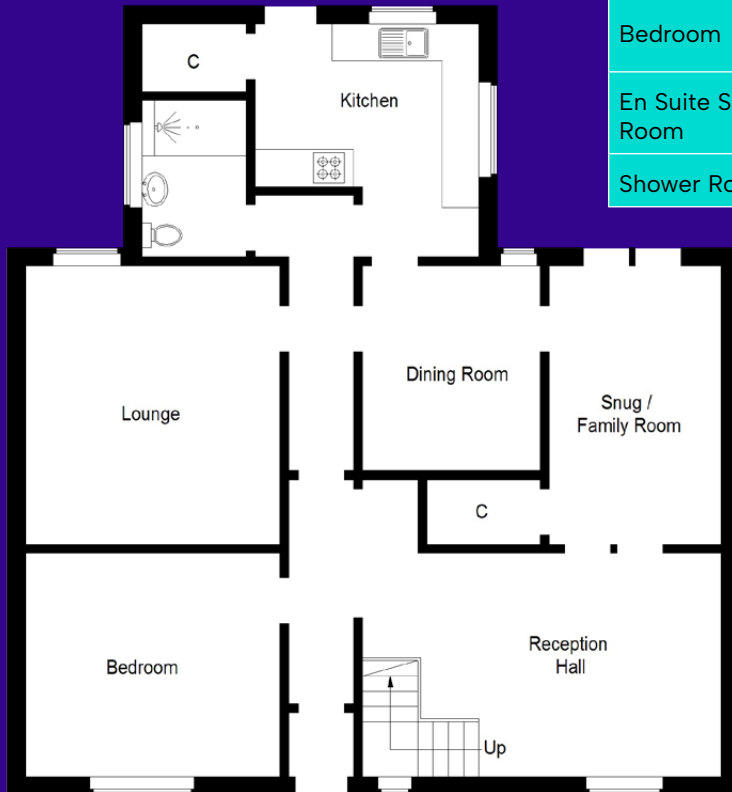 Bedroom
En Suite S
Room
Shower Ro
C
Kitchen
Lounge
Dining Room
Snug /
Family Room
C
Bedroom
Reception
Hall
Up